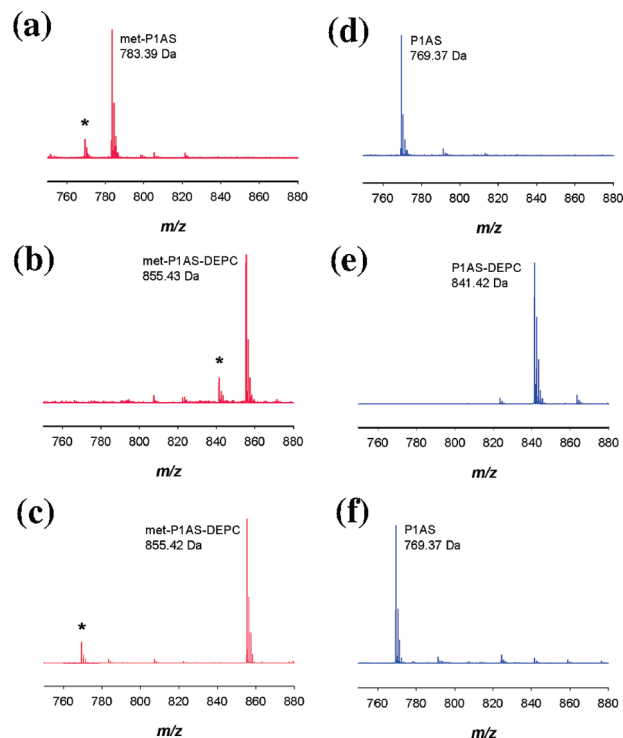 (a)
met-P1AS
783.39 Da
*
760 780 800 820 840 860 880
m/z
(d)
P1AS
769.37 Da
760 780 800 820 840 860 880
m/z
(b)
met-P1AS-DEPC
855.43 Da
*
760 780 800 820 840 860 880
m/z
(e)
P1AS-DEPC
841.42 Da
760 780 800 820 840 860 880
m/z
(c)
met-P1AS-DEPC
855.42 Da
*
760 780 800 820 840 860 880
m/z
(f)
P1AS
769.37 Da
760 780 800 820 840 860 880
m/z